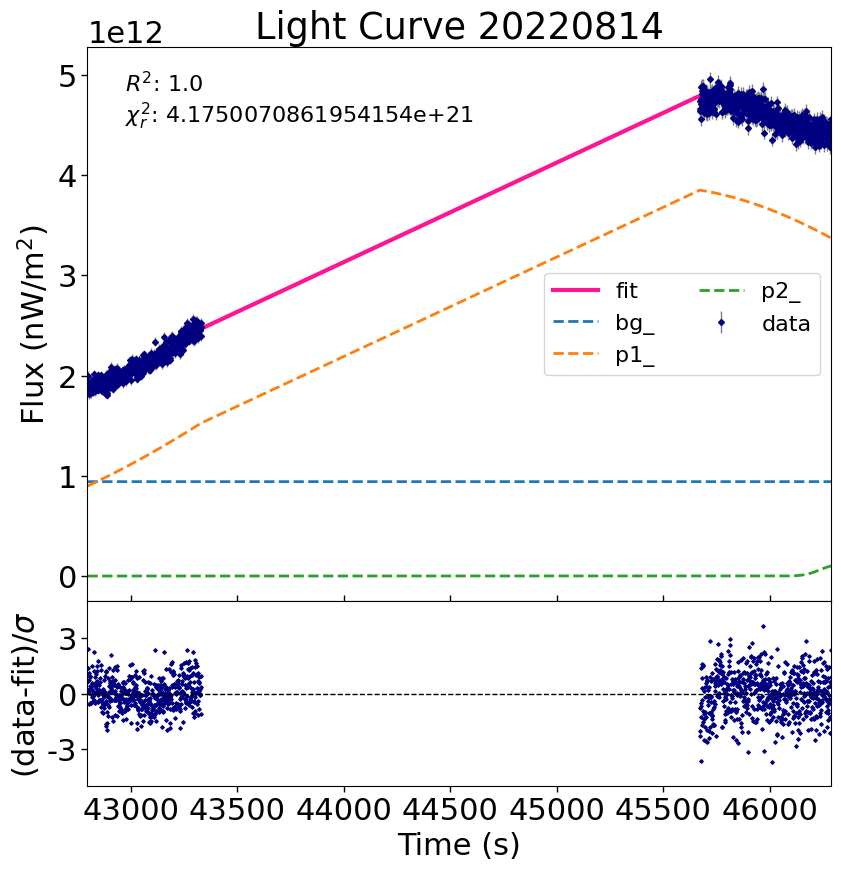 Light Curve 20220814
1e12
R²: 1.0
χ²ᵣ: 4.1750070861954154e+21
5
4
3
2
1
0
Flux (nW/m²)
fit
bg_
p1_
p2_
data
3
0
-3
(data-fit)/σ
43000 43500 44000 44500 45000 45500 46000
Time (s)